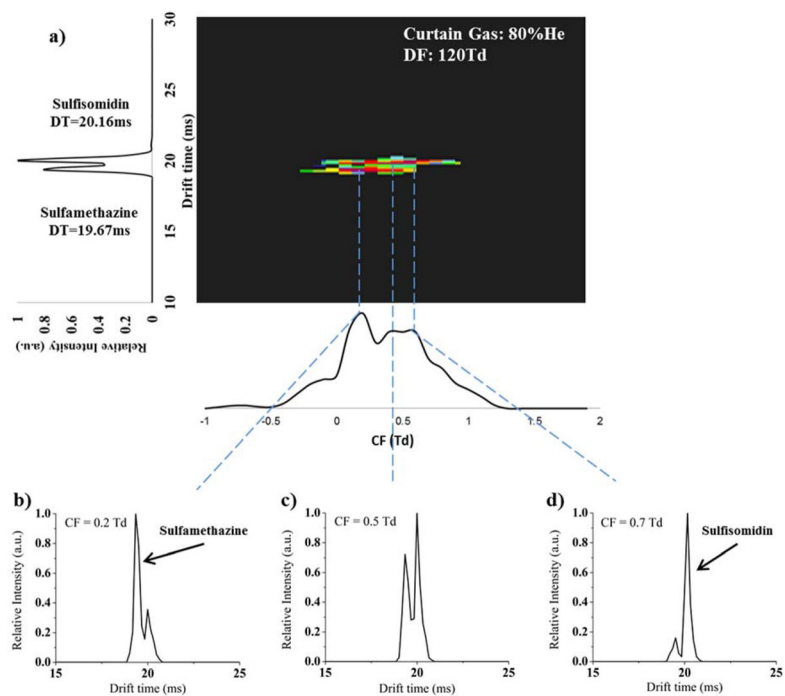 a)
Curtain Gas: 80%He
DF: 120Td
Sulfisomidin
DT=20.16ms
Sulfamethazine
DT=19.67ms
1
0.8
0.6
0.4
0.2
0
Relative Intensity (a.u.)
30
25
20
15
10
Drift time (ms)
-1
-0.5
0
0.5
1
1.5
2
CF (Td)
b)
CF = 0.2 Td
Sulfamethazine
1.0
0.8
0.6
0.4
0.2
0.0
Relative Intensity (a.u.)
15
20
25
Drift time (ms)
c)
CF = 0.5 Td
1.0
0.8
0.6
0.4
0.2
0.0
Relative Intensity (a.u.)
15
20
25
Drift time (ms)
d)
CF = 0.7 Td
Sulfisomidin
1.0
0.8
0.6
0.4
0.2
0.0
Relative Intensity (a.u.)
15
20
25
Drift time (ms)